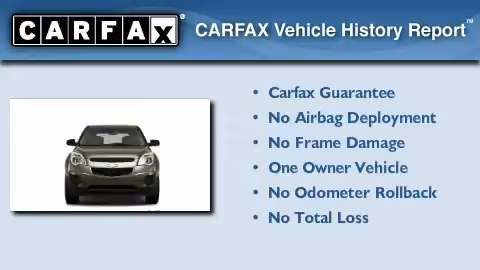 CARFAX® CARFAX Vehicle History Report™
• Carfax Guarantee
• No Airbag Deployment
• No Frame Damage
• One Owner Vehicle
• No Odometer Rollback
• No Total Loss